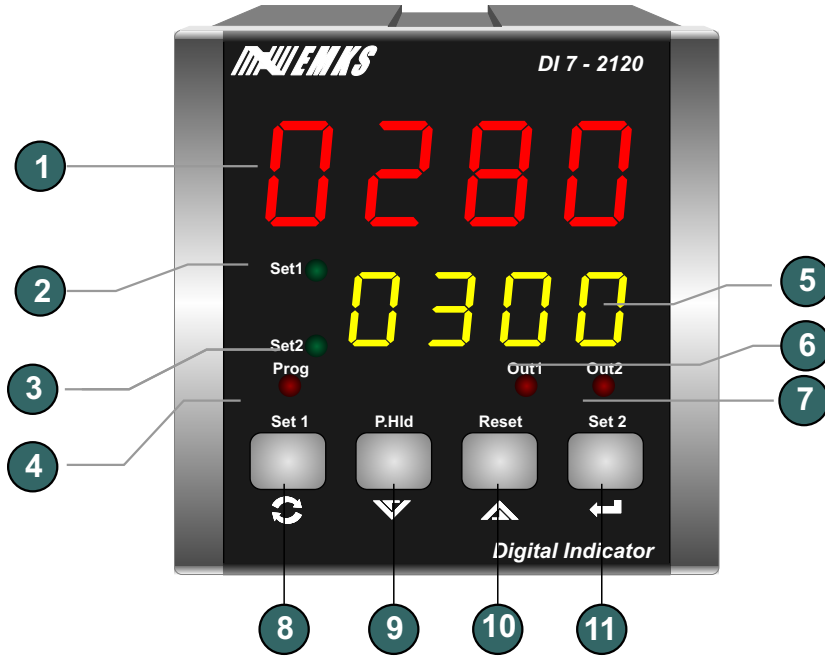 EMKS
DI 7 - 2120
0280
1
2
Set1
0300
5
Set2
6
3
Prog
Out1
Out2
7
4
Set 1
P.Hld
Reset
Set 2
Digital Indicator
8
9
10
11